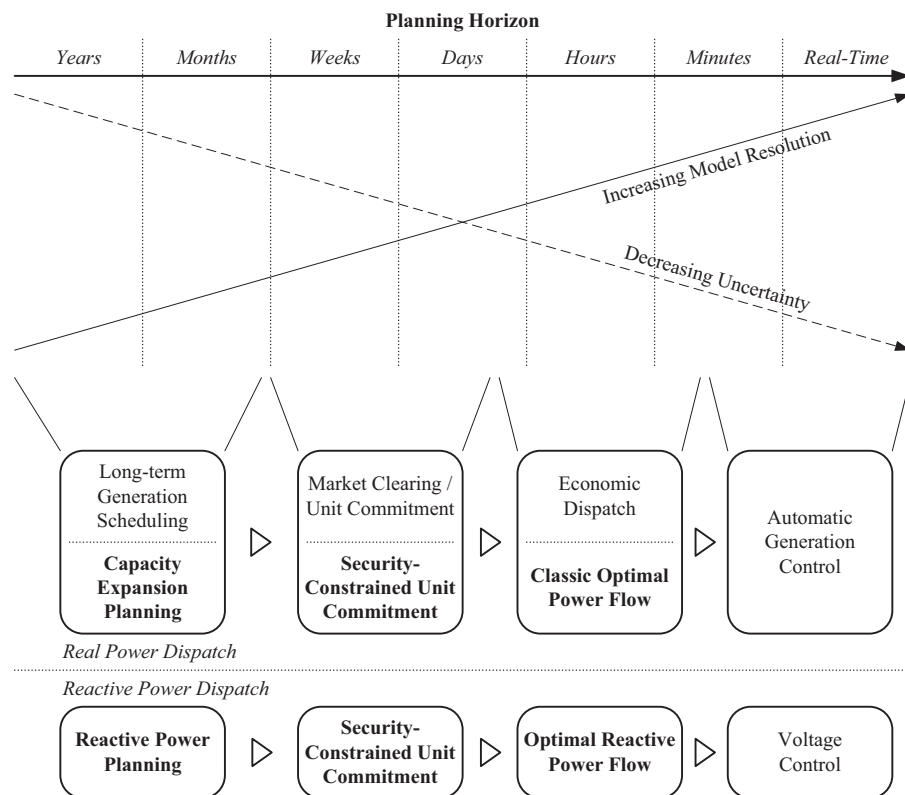 Planning Horizon
Years Months Weeks Days Hours Minutes Real-Time
Increasing Model Resolution
Decreasing Uncertainty
Long-term
Generation
Scheduling
Capacity
Expansion
Planning
Market Clearing /
Unit Commitment
Security-
Constrained Unit
Commitment
Economic
Dispatch
Classic Optimal
Power Flow
Automatic
Generation
Control
Real Power Dispatch
Reactive Power Dispatch
Reactive Power
Planning
Security-
Constrained Unit
Commitment
Optimal Reactive
Power Flow
Voltage
Control